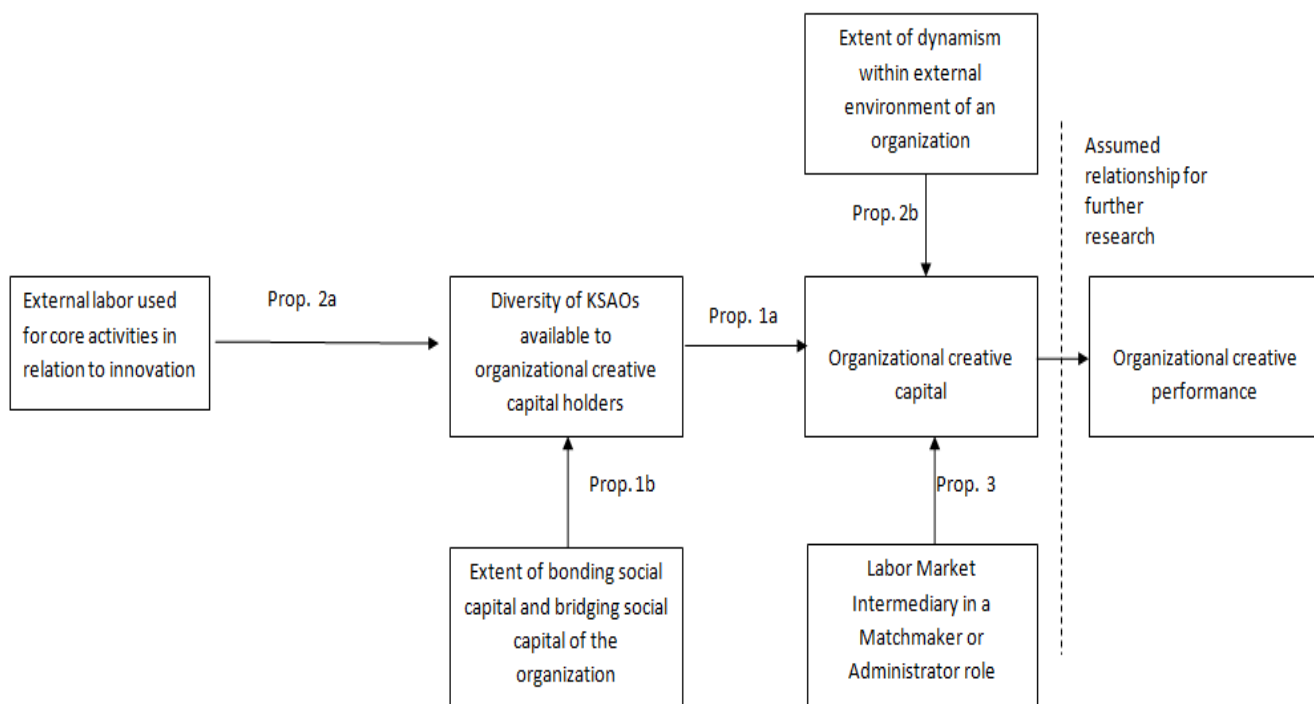 Extent of dynamism
within external
environment of an
organization
Assumed
relationship for
further
research
Prop. 2b
External labor used
for core activities in
relation to innovation
Prop. 2a
Diversity of KSAOs
available to
organizational creative
capital holders
Prop. 1a
Organizational creative
capital
Organizational creative
performance
Prop. 1b
Prop. 3
Extent of bonding social
capital and bridging social
capital of the
organization
Labor Market
Intermediary in a
Matchmaker or
Administrator role